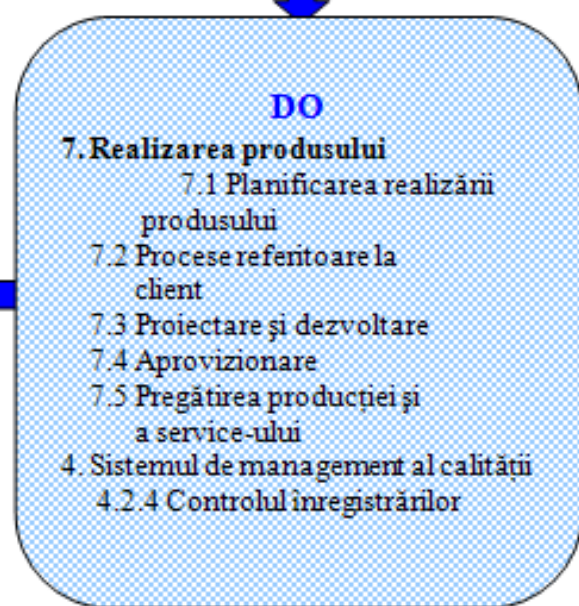 DO
7. Realizarea produsului
7.1 Planificarea realizării
produsului
7.2 Procese referitoare la
client
7.3 Proiectare şi dezvoltare
7.4 Aprovizionare
7.5 Pregătirea producţiei şi
a service-ului
4. Sistemul de management al calităţii
4.2.4 Controlul înregistrărilor